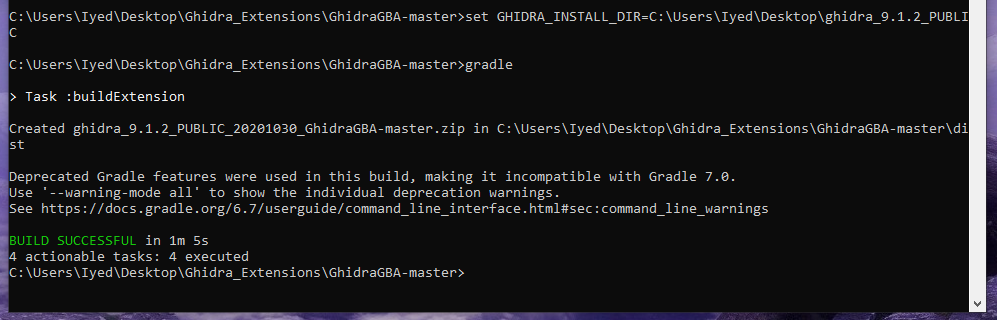 C:\Users\Iyed\Desktop\Ghidra_Extensions\GhidraGBA-master>set GHIDRA_INSTALL_DIR=C:\Users\Iyed\Desktop\ghidra_9.1.2_PUBLI
C
C:\Users\Iyed\Desktop\Ghidra_Extensions\GhidraGBA-master>gradle
> Task :buildExtension
Created ghidra_9.1.2_PUBLIC_20201030_GhidraGBA-master.zip in C:\Users\Iyed\Desktop\Ghidra_Extensions\GhidraGBA-master\di
st
Deprecated Gradle features were used in this build, making it incompatible with Gradle 7.0.
Use '--warning-mode all' to show the individual deprecation warnings.
See https://docs.gradle.org/6.7/userguide/command_line_interface.html#sec:command_line_warnings
BUILD SUCCESSFUL in 1m 5s
4 actionable tasks: 4 executed
C:\Users\Iyed\Desktop\Ghidra_Extensions\GhidraGBA-master>